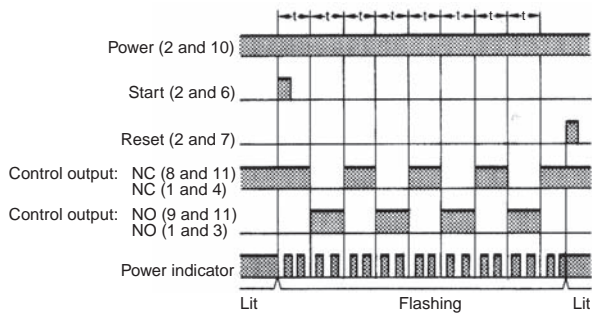 t t t t t t t t
Power (2 and 10)
Start (2 and 6)
Reset (2 and 7)
Control output: NC (8 and 11)
NC (1 and 4)
Control output: NO (9 and 11)
NO (1 and 3)
Power indicator
Lit Flashing Lit